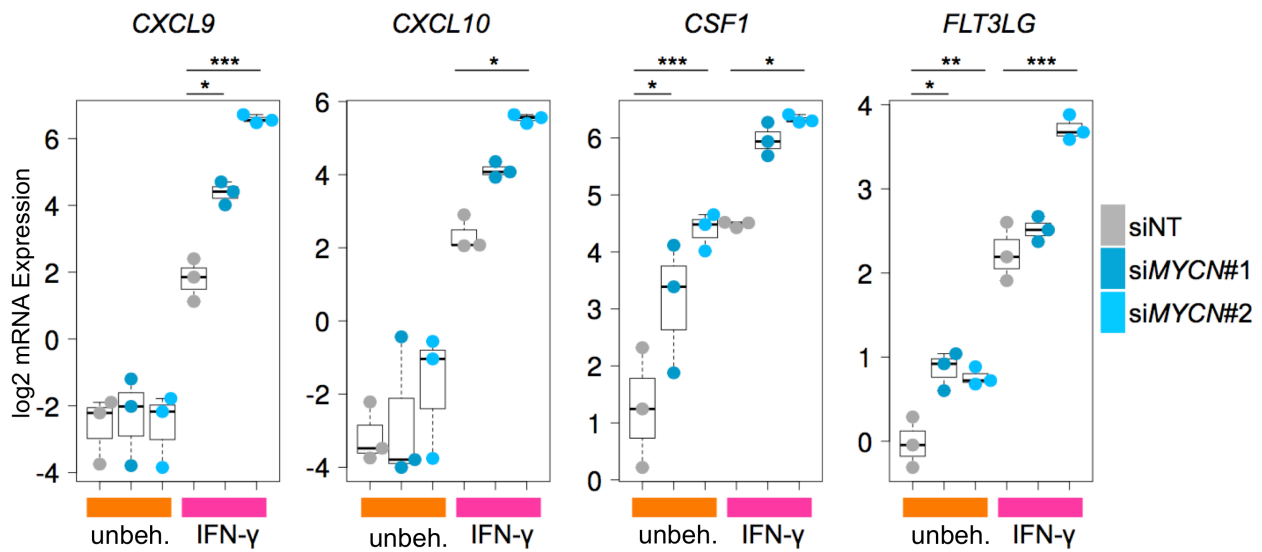 CXCL9
CXCL10
CSF1
FLT3LG
***
*
*
***
*
*
**
*
***
log2 mRNA Expression
6
4
2
0
-2
-4
6
4
2
0
-2
-4
6
5
4
3
2
1
0
4
3
2
1
0
siNT
siMYCN#1
siMYCN#2
unbeh.
IFN-γ
unbeh.
IFN-γ
unbeh.
IFN-γ
unbeh.
IFN-γ